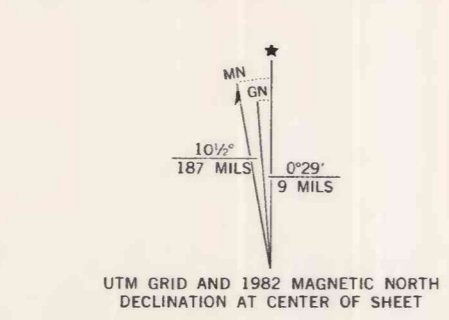 ★
MN
GN
10½°
187 MILS
0°29'
9 MILS
UTM GRID AND 1982 MAGNETIC NORTH
DECLINATION AT CENTER OF SHEET